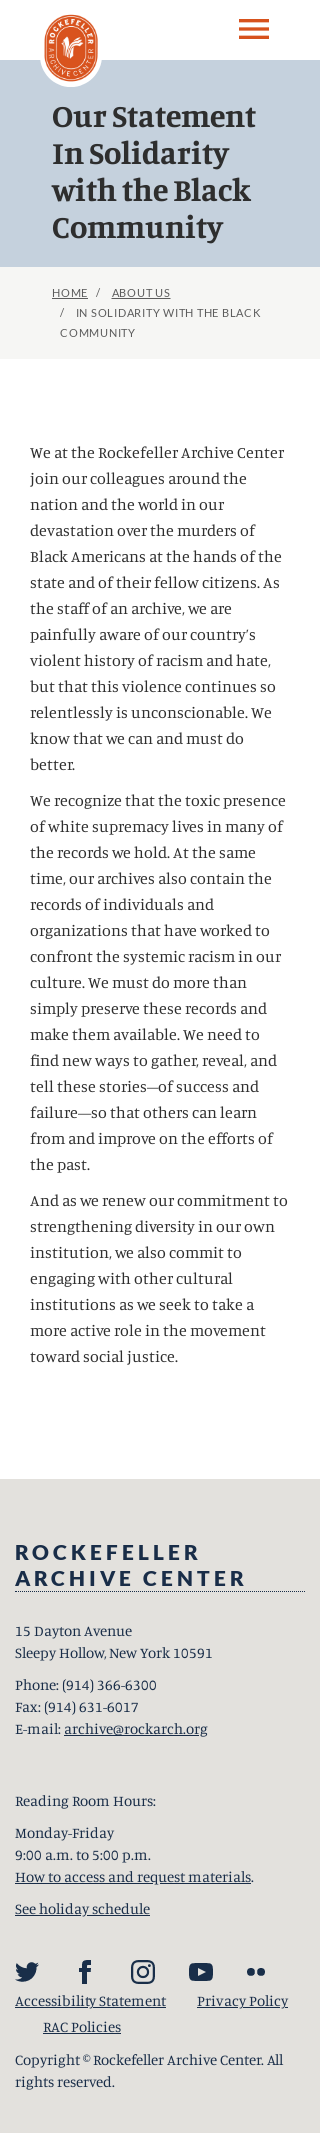 ROCKEFELLER
ARCHIVE CENTER
Our Statement
In Solidarity
with the Black
Community
HOME / ABOUT US
/ IN SOLIDARITY WITH THE BLACK
COMMUNITY
We at the Rockefeller Archive Center
join our colleagues around the
nation and the world in our
devastation over the murders of
Black Americans at the hands of the
state and of their fellow citizens. As
the staff of an archive, we are
painfully aware of our country’s
violent history of racism and hate,
but that this violence continues so
relentlessly is unconscionable. We
know that we can and must do
better.
We recognize that the toxic presence
of white supremacy lives in many of
the records we hold. At the same
time, our archives also contain the
records of individuals and
organizations that have worked to
confront the systemic racism in our
culture. We must do more than
simply preserve these records and
make them available. We need to
find new ways to gather, reveal, and
tell these stories—of success and
failure—so that others can learn
from and improve on the efforts of
the past.
And as we renew our commitment to
strengthening diversity in our own
institution, we also commit to
engaging with other cultural
institutions as we seek to take a
more active role in the movement
toward social justice.
ROCKEFELLER
ARCHIVE CENTER
15 Dayton Avenue
Sleepy Hollow, New York 10591
Phone: (914) 366-6300
Fax: (914) 631-6017
E-mail: archive@rockarch.org
Reading Room Hours:
Monday-Friday
9:00 a.m. to 5:00 p.m.
How to access and request materials.
See holiday schedule
Accessibility Statement Privacy Policy
RAC Policies
Copyright © Rockefeller Archive Center. All
rights reserved.